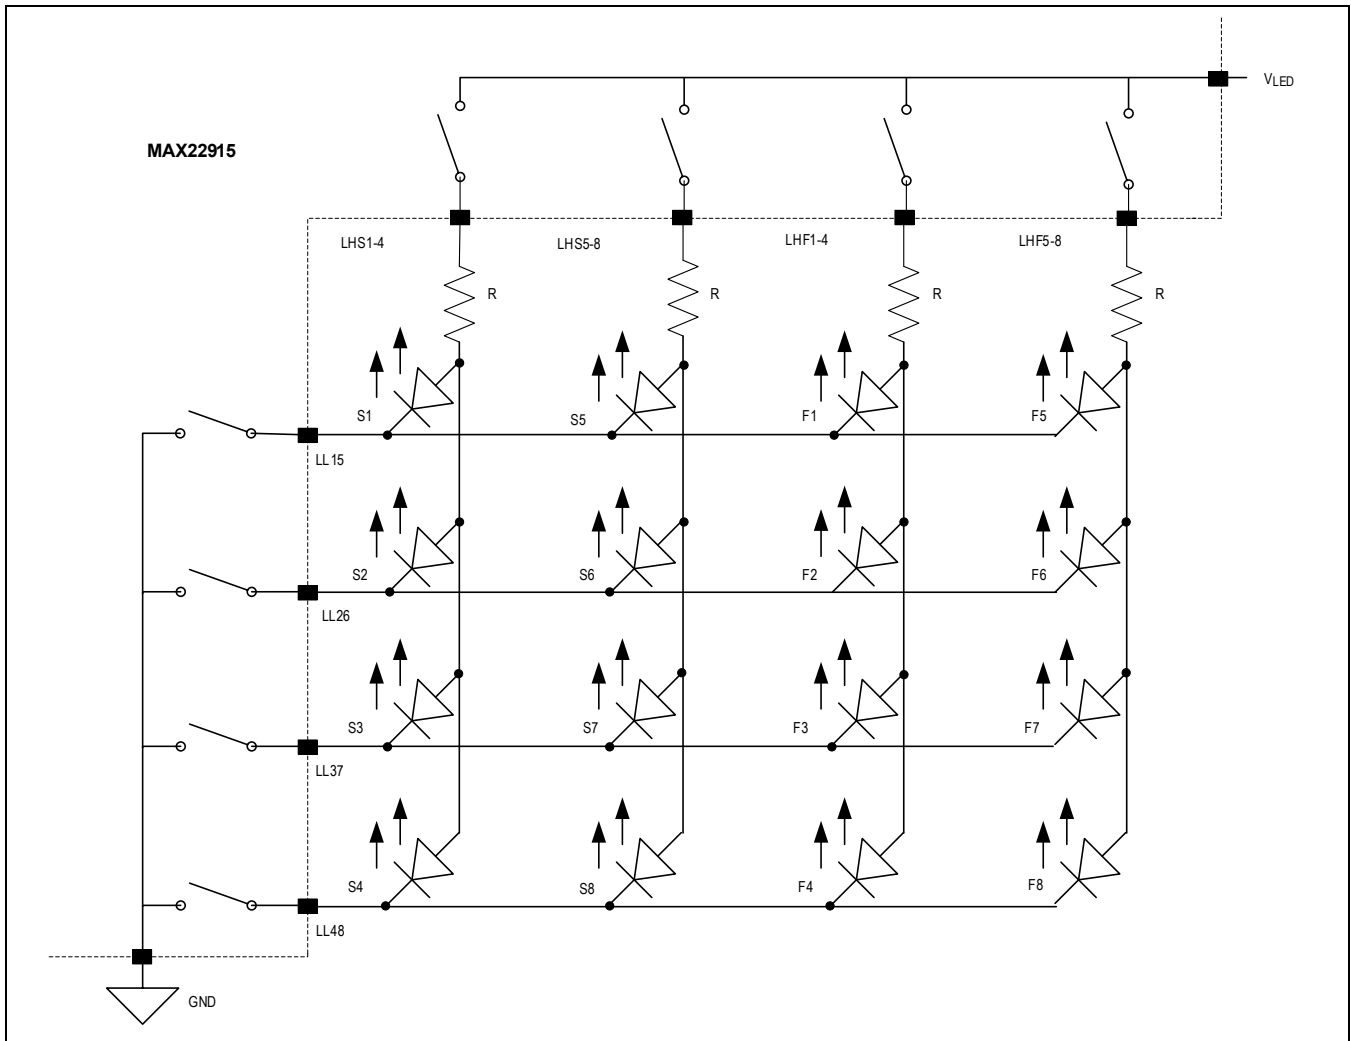 VLED
MAX22915
LHS1-4
LHS5-8
LHF1-4
LHF5-8
R
R
R
R
S1
S5
F1
F5
LL15
S2
S6
F2
F6
LL26
S3
S7
F3
F7
LL37
S4
S8
F4
F8
LL48
GND